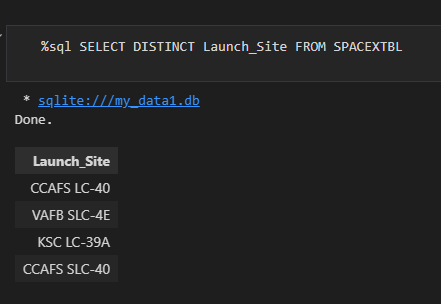 %sql SELECT DISTINCT Launch_Site FROM SPACEXTBL
* sqlite:///my_data1.db
Done.
Launch_Site
CCAFS LC-40
VAFB SLC-4E
KSC LC-39A
CCAFS SLC-40